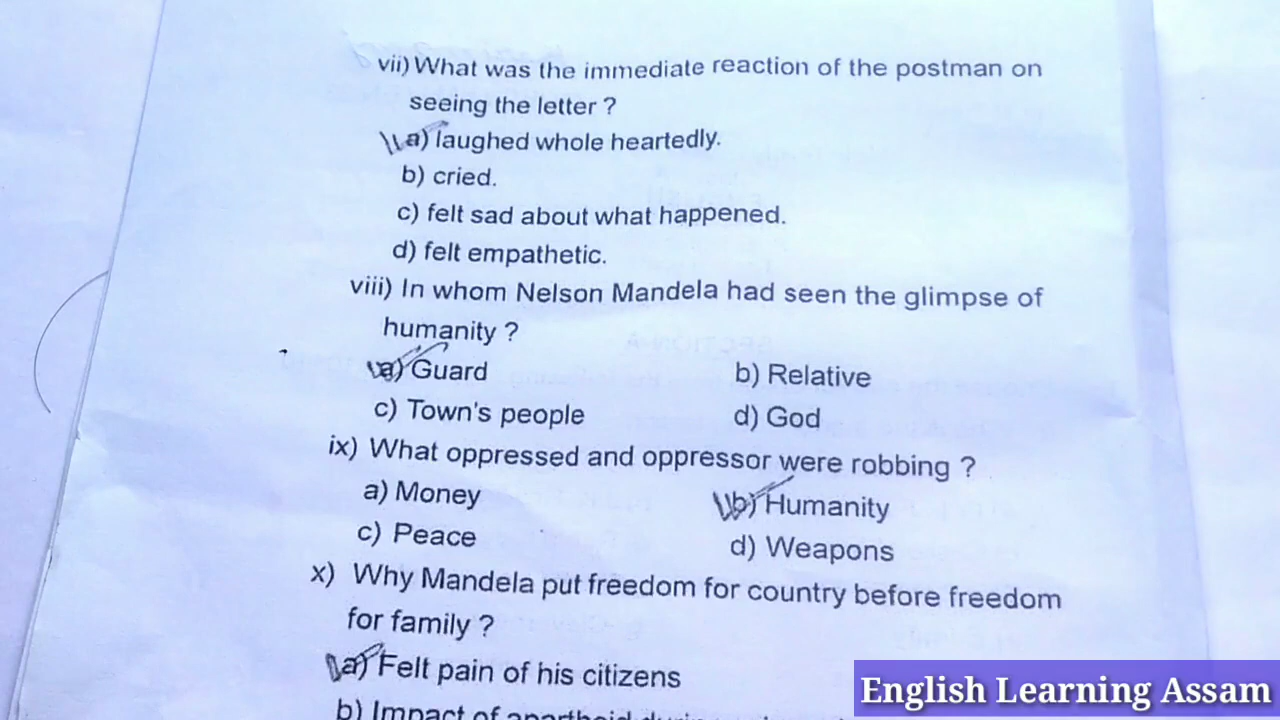 vii) What was the immediate reaction of the postman on
seeing the letter ?
a) laughed whole heartedly.
b) cried.
c) felt sad about what happened.
d) felt empathetic.
viii) In whom Nelson Mandela had seen the glimpse of
humanity ?
a) Guard b) Relative
c) Town's people d) God
ix) What oppressed and oppressor were robbing ?
a) Money b) Humanity
c) Peace d) Weapons
x) Why Mandela put freedom for country before freedom
for family ?
a) Felt pain of his citizens
b) Impact of apartheid
English Learning Assam